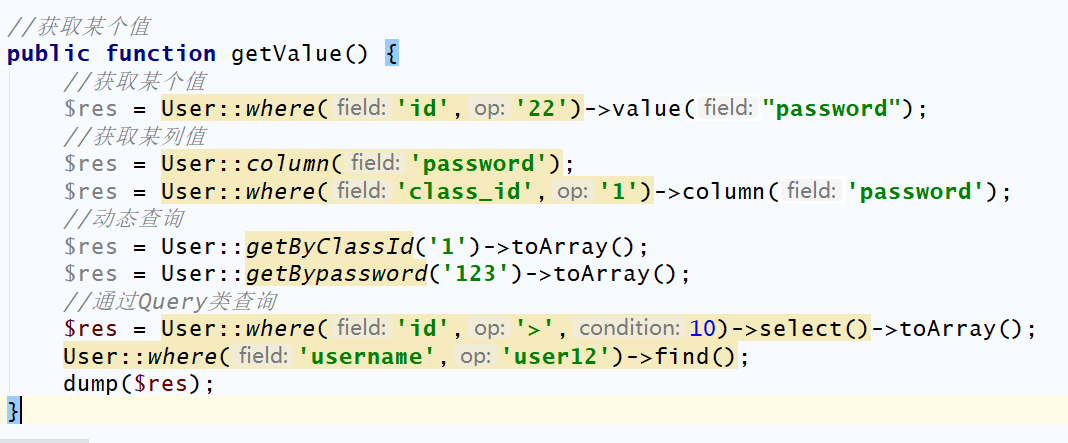 //获取某个值
public function getValue() {
//获取某个值
$res = User::where( field: 'id', op: '22')->value( field: "password");
//获取某列值
$res = User::column( field: 'password');
$res = User::where( field: 'class_id', op: '1')->column( field: 'password');
//动态查询
$res = User::getByClassId('1')->toArray();
$res = User::getBypassword('123')->toArray();
//通过Query类查询
$res = User::where( field: 'id', op: '>', condition: 10)->select()->toArray();
User::where( field: 'username', op: 'user12')->find();
dump($res);
}